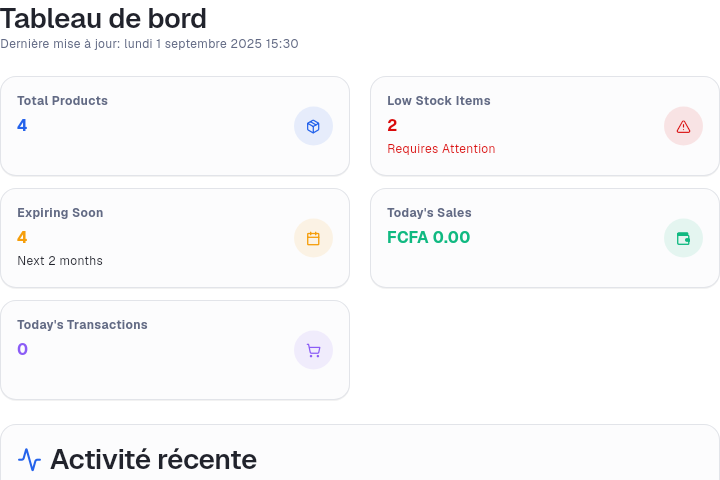 Tableau de bord
Dernière mise à jour: lundi 1 septembre 2025 15:30
Total Products
4
Low Stock Items
2
Requires Attention
Expiring Soon
4
Next 2 months
Today's Sales
FCFA 0.00
Today's Transactions
0
Activité récente